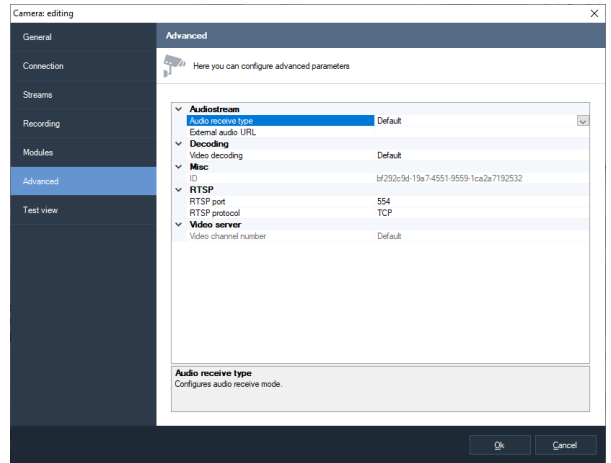 Camera: editing
General
Connection
Streams
Recording
Modules
Advanced
Test view
Advanced
Here you can configure advanced parameters
Audiostream
Audio receive type Default
External audio URL
Decoding
Video decoding Default
Misc
ID bf292c9d-19a7-4551-9559-1ca2a7192532
RTSP
RTSP port 554
RTSP protocol TCP
Video server
Video channel number Default
Audio receive type
Configures audio receive mode.
Ok Cancel